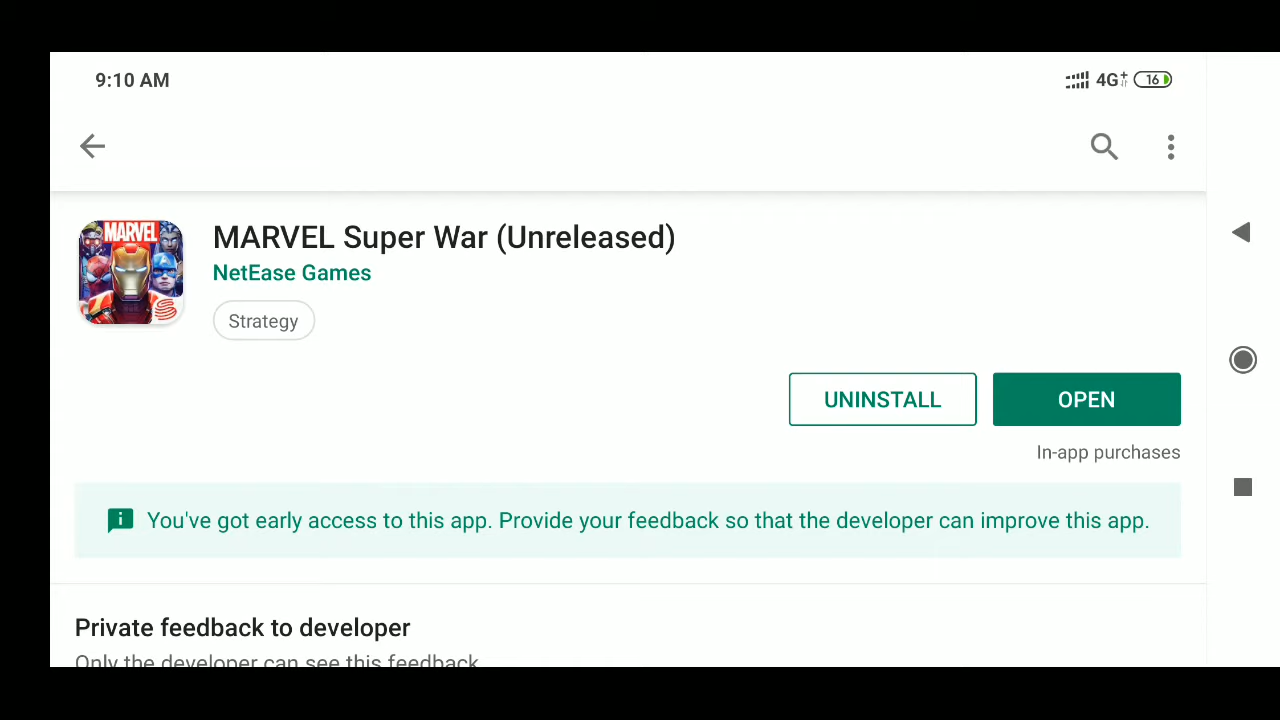 9:10 AM
4G+ 16
MARVEL
MARVEL Super War (Unreleased)
NetEase Games
Strategy
UNINSTALL
OPEN
In-app purchases
You've got early access to this app. Provide your feedback so that the developer can improve this app.
Private feedback to developer
Only the developer can see this feedback